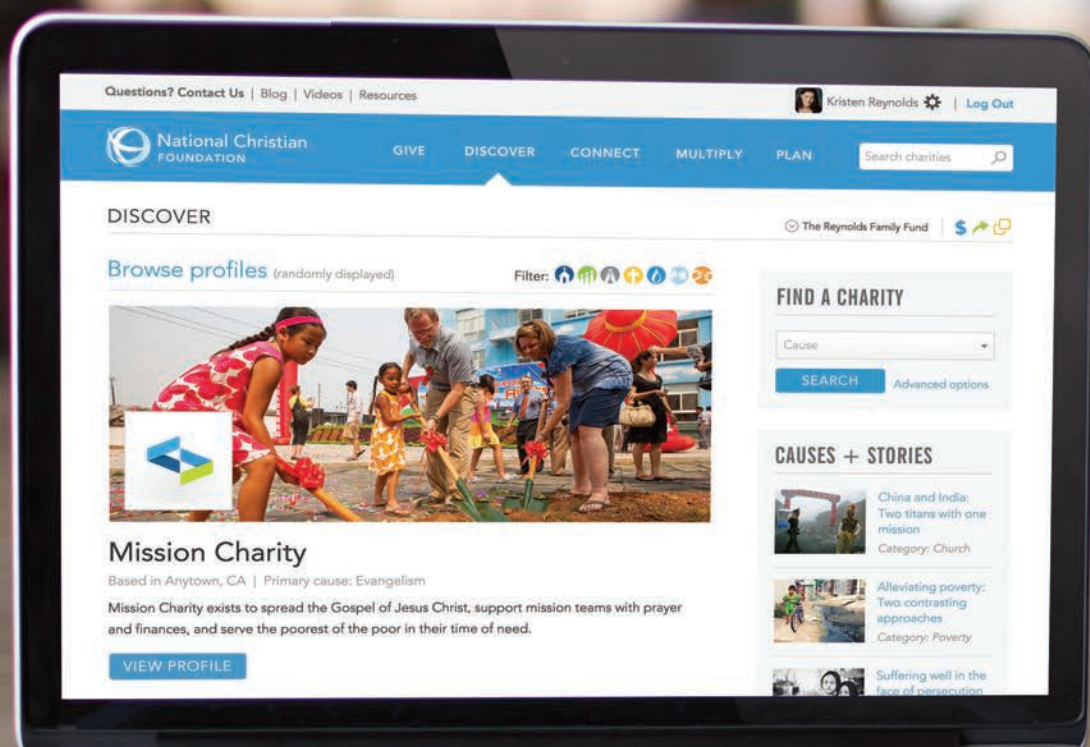 Questions? Contact Us | Blog | Videos | Resources
Kristen Reynolds | Log Out
National Christian
FOUNDATION
GIVE DISCOVER CONNECT MULTIPLY PLAN
Search charities
DISCOVER
The Reynolds Family Fund
$
Browse profiles (randomly displayed)
Filter:
Mission Charity
Based in Anytown, CA | Primary cause: Evangelism
Mission Charity exists to spread the Gospel of Jesus Christ, support mission teams with prayer
and finances, and serve the poorest of the poor in their time of need.
VIEW PROFILE
FIND A CHARITY
Cause
SEARCH Advanced options
CAUSES + STORIES
China and India:
Two titans with one
mission
Category: Church
Alleviating poverty:
Two contrasting
approaches
Category: Poverty
Suffering well in the
face of persecution